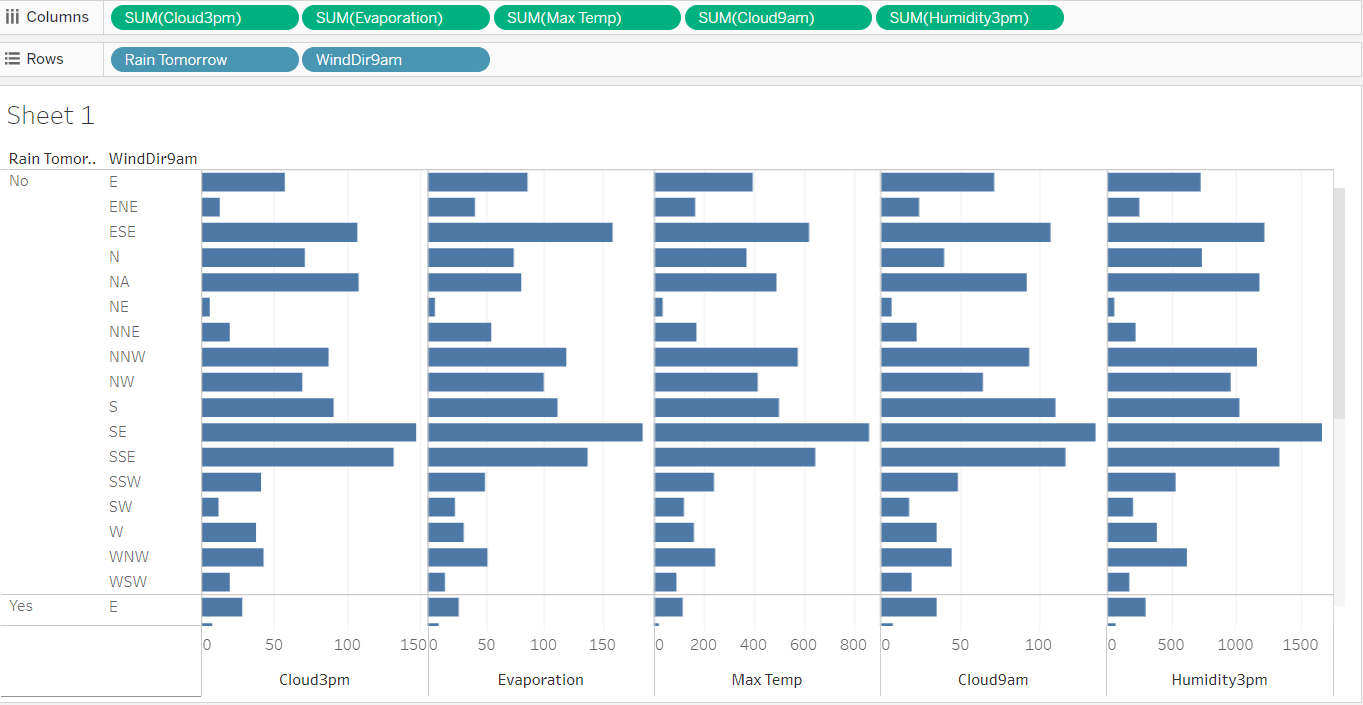 Columns SUM(Cloud3pm) SUM(Evaporation) SUM(Max Temp) SUM(Cloud9am) SUM(Humidity3pm)
Rows Rain Tomorrow WindDir9am
Sheet 1
Rain Tomor.. WindDir9am
No E
ENE
ESE
N
NA
NE
NNE
NNW
NW
S
SE
SSE
SSW
SW
W
WNW
WSW
Yes E
0 50 100 150 0 50 100 150 0 200 400 600 800 0 50 100 0 500 1000 1500
Cloud3pm Evaporation Max Temp Cloud9am Humidity3pm